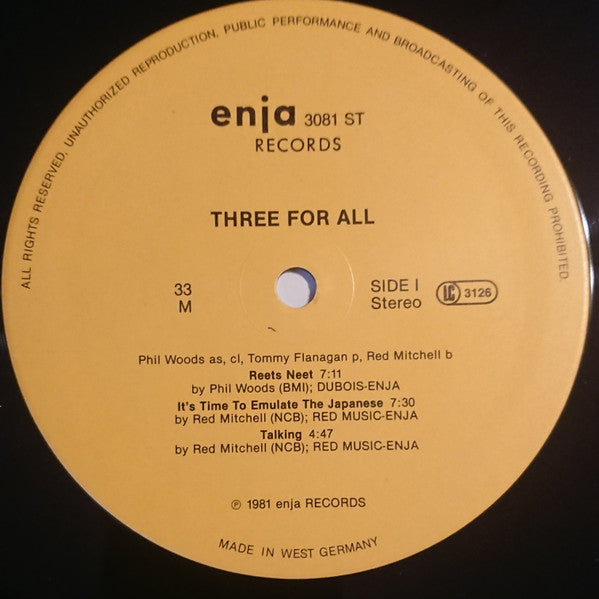 ALL RIGHTS RESERVED. UNAUTHORIZED REPRODUCTION, PUBLIC PERFORMANCE AND BROADCASTING OF THIS RECORDING PROHIBITED.
enja 3081 ST
RECORDS
THREE FOR ALL
33
M
SIDE I
Stereo
LC 3126
Phil Woods as, cl, Tommy Flanagan p, Red Mitchell b
Reets Neet 7:11
by Phil Woods (BMI); DUBOIS-ENJA
It's Time To Emulate The Japanese 7:30
by Red Mitchell (NCB); RED MUSIC-ENJA
Talking 4:47
by Red Mitchell (NCB); RED MUSIC-ENJA
℗ 1981 enja RECORDS
MADE IN WEST GERMANY